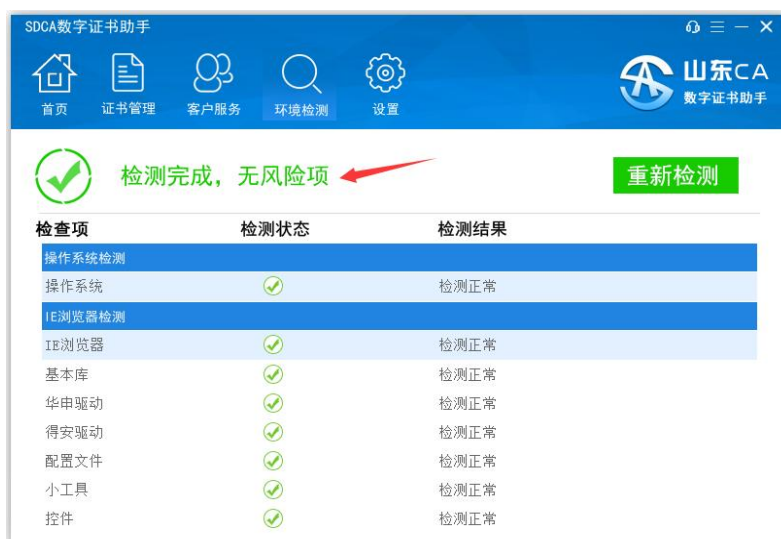 SDCA数字证书助手
首页 证书管理 客户服务 环境检测 设置
山东CA
数字证书助手
检测完成，无风险项
重新检测
检查项 检测状态 检测结果
操作系统检测
操作系统 检测正常
IE浏览器检测
IE浏览器 检测正常
基本库 检测正常
华申驱动 检测正常
得安驱动 检测正常
配置文件 检测正常
小工具 检测正常
控件 检测正常